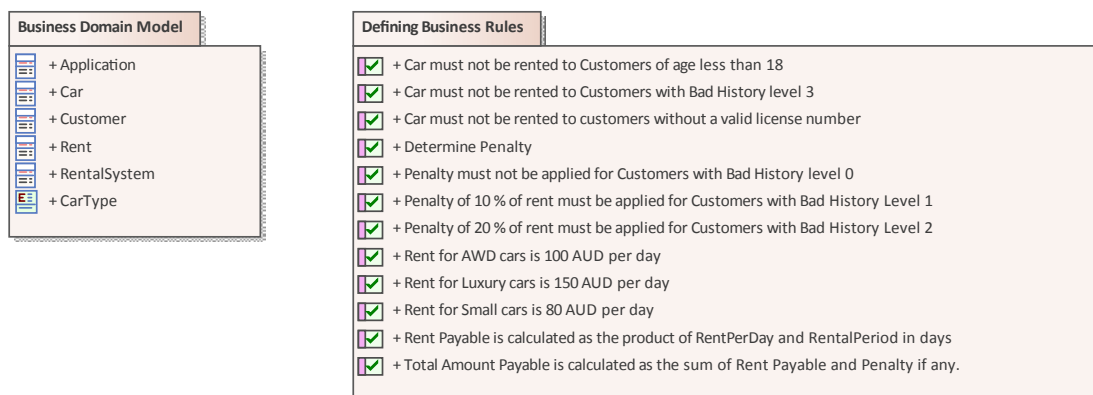 Business Domain Model
+ Application
+ Car
+ Customer
+ Rent
+ RentalSystem
+ CarType
Defining Business Rules
+ Car must not be rented to Customers of age less than 18
+ Car must not be rented to Customers with Bad History level 3
+ Car must not be rented to customers without a valid license number
+ Determine Penalty
+ Penalty must not be applied for Customers with Bad History level 0
+ Penalty of 10 % of rent must be applied for Customers with Bad History Level 1
+ Penalty of 20 % of rent must be applied for Customers with Bad History Level 2
+ Rent for AWD cars is 100 AUD per day
+ Rent for Luxury cars is 150 AUD per day
+ Rent for Small cars is 80 AUD per day
+ Rent Payable is calculated as the product of RentPerDay and RentalPeriod in days
+ Total Amount Payable is calculated as the sum of Rent Payable and Penalty if any.